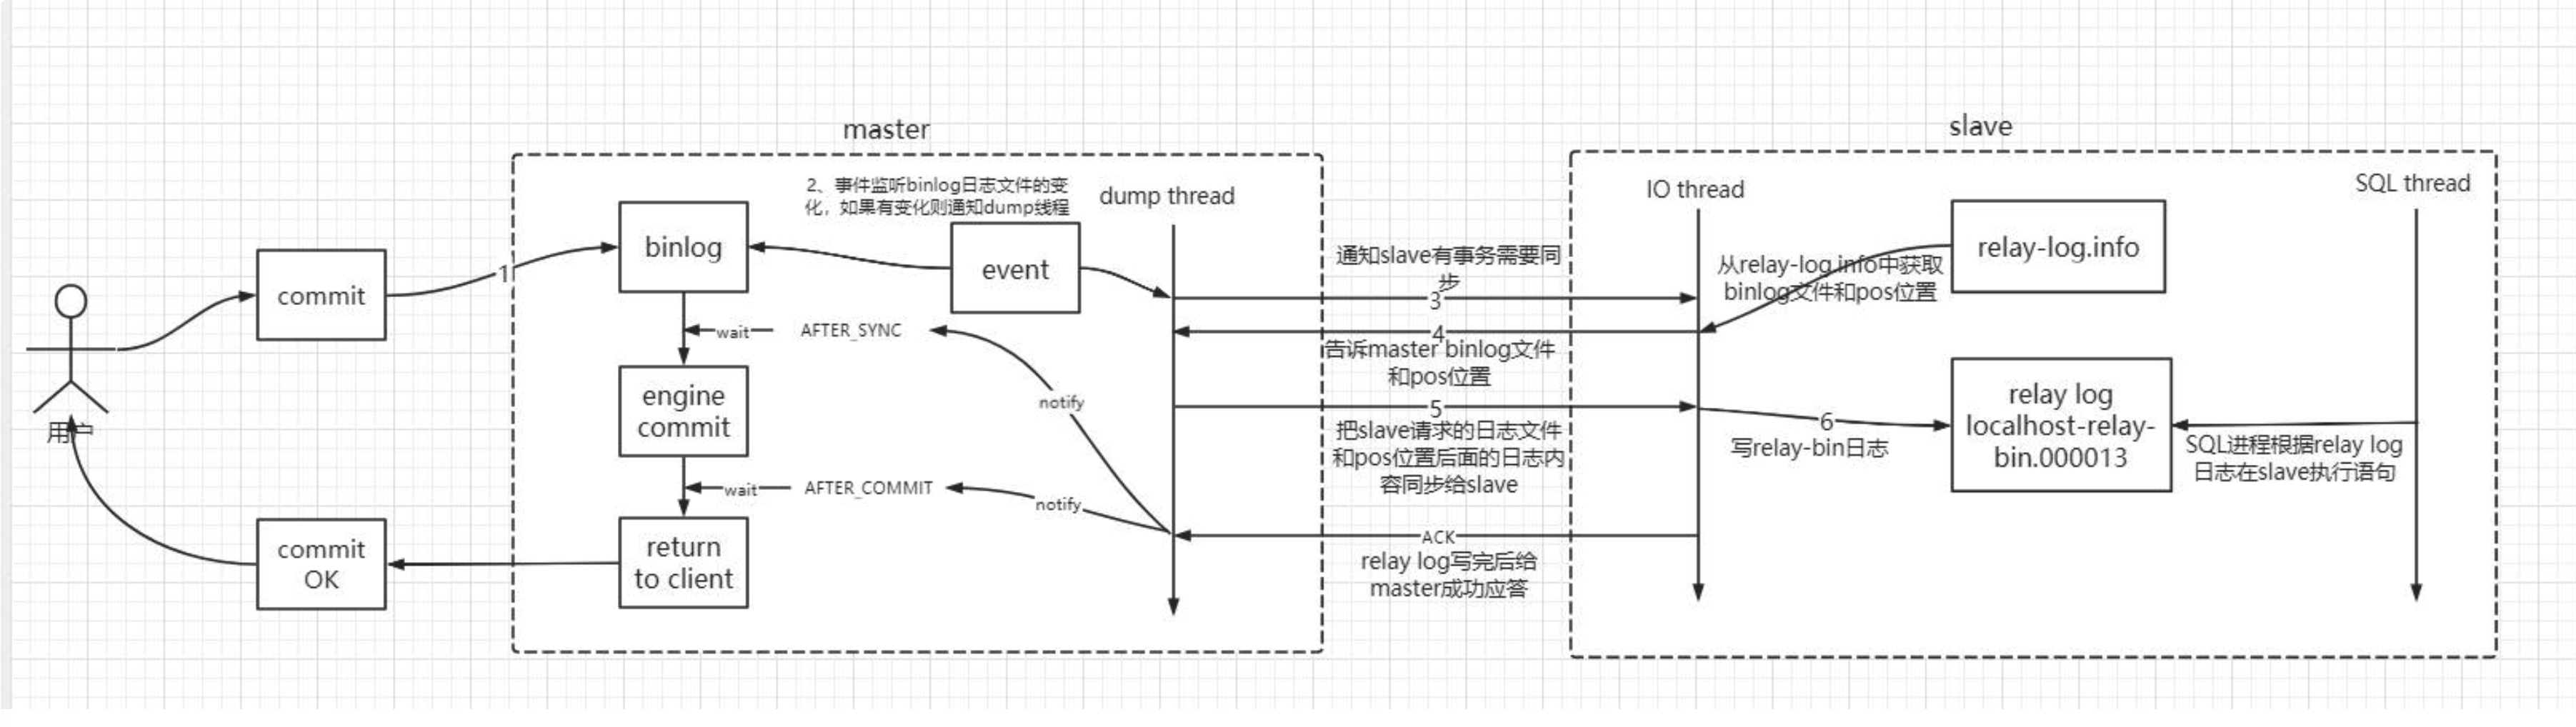 master
slave
2、事件监听binlog日志文件的变
化，如果有变化则通知dump线程
dump thread
IO thread
SQL thread
binlog
event
commit
1
通知slave有事务需要同
步
3
从relay-log.info中获取
binlog文件和pos位置
relay-log.info
wait
AFTER_SYNC
4
告诉master binlog文件
和pos位置
engine
commit
notify
5
把slave请求的日志文件
和pos位置后面的日志内
容同步给slave
6
写relay-bin日志
relay log
localhost-relay-
bin.000013
SQL进程根据relay log
日志在slave执行语句
用户
wait
AFTER_COMMIT
notify
commit
OK
return
to client
ACK
relay log写完后给
master成功应答